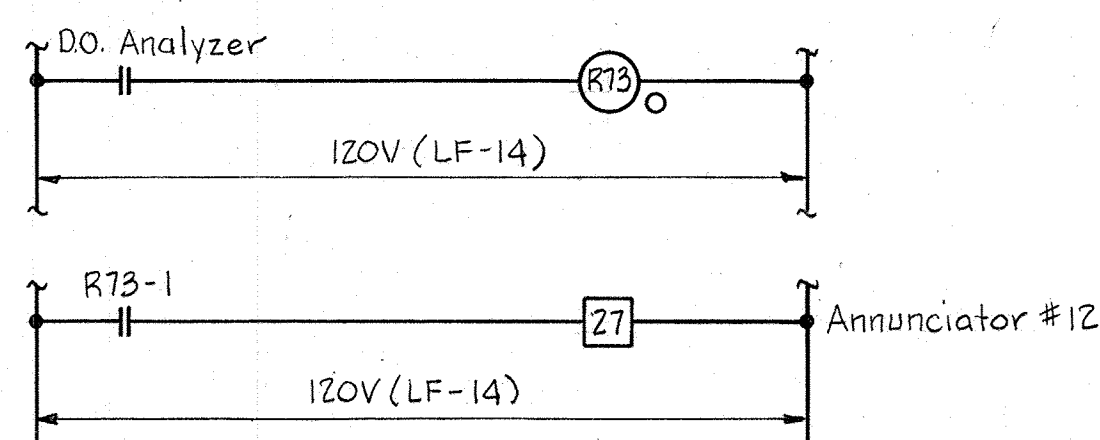 D.O. Analyzer
R73
120V (LF-14)
R73-1
27
Annunciator #12
120V (LF-14)